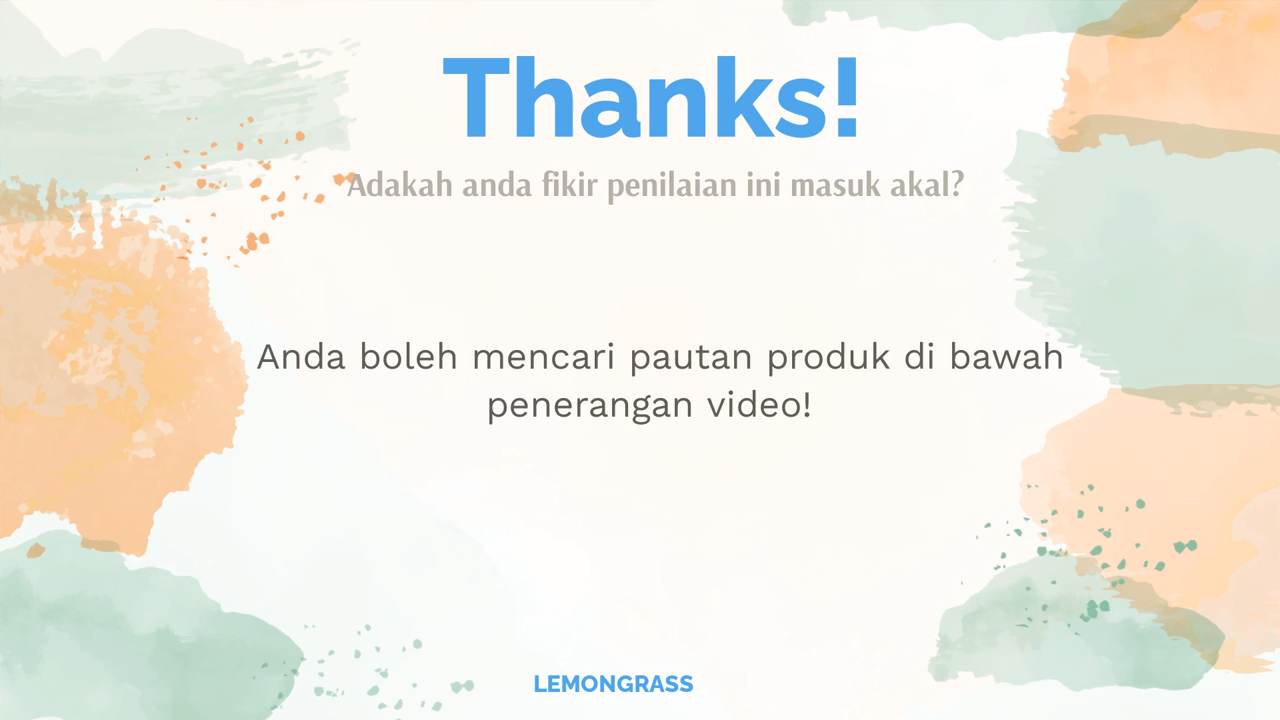 Thanks!
Adakah anda fikir penilaian ini masuk akal?
Anda boleh mencari pautan produk di bawah
penerangan video!
LEMONGRASS